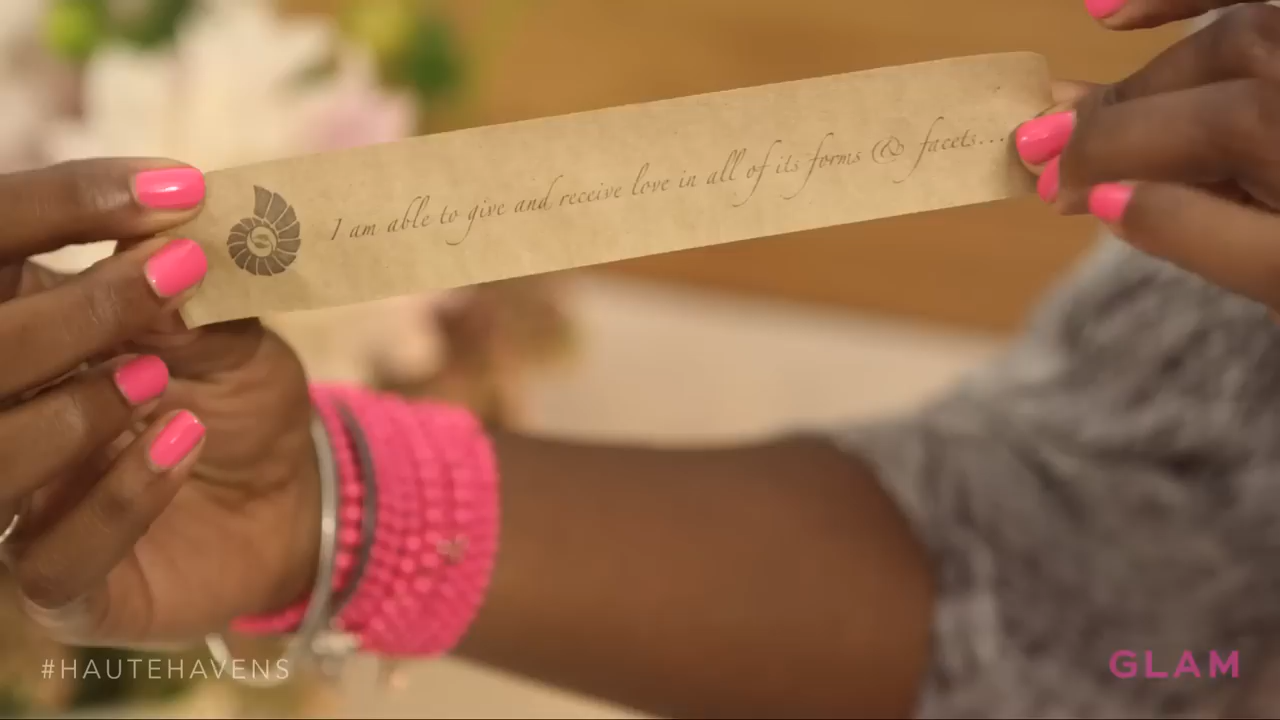 I am able to give and receive love in all of its forms & facets...
#HAUTEHAVENS
GLAM